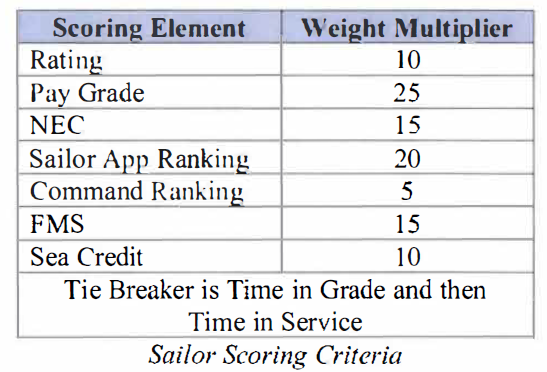 Scoring Element Weight Multiplier
Rating 10
Pay Grade 25
NEC 15
Sailor App Ranking 20
Command Ranking 5
FMS 15
Sea Credit 10
Tie Breaker is Time in Grade and then
Time in Service
Sailor Scoring Criteria